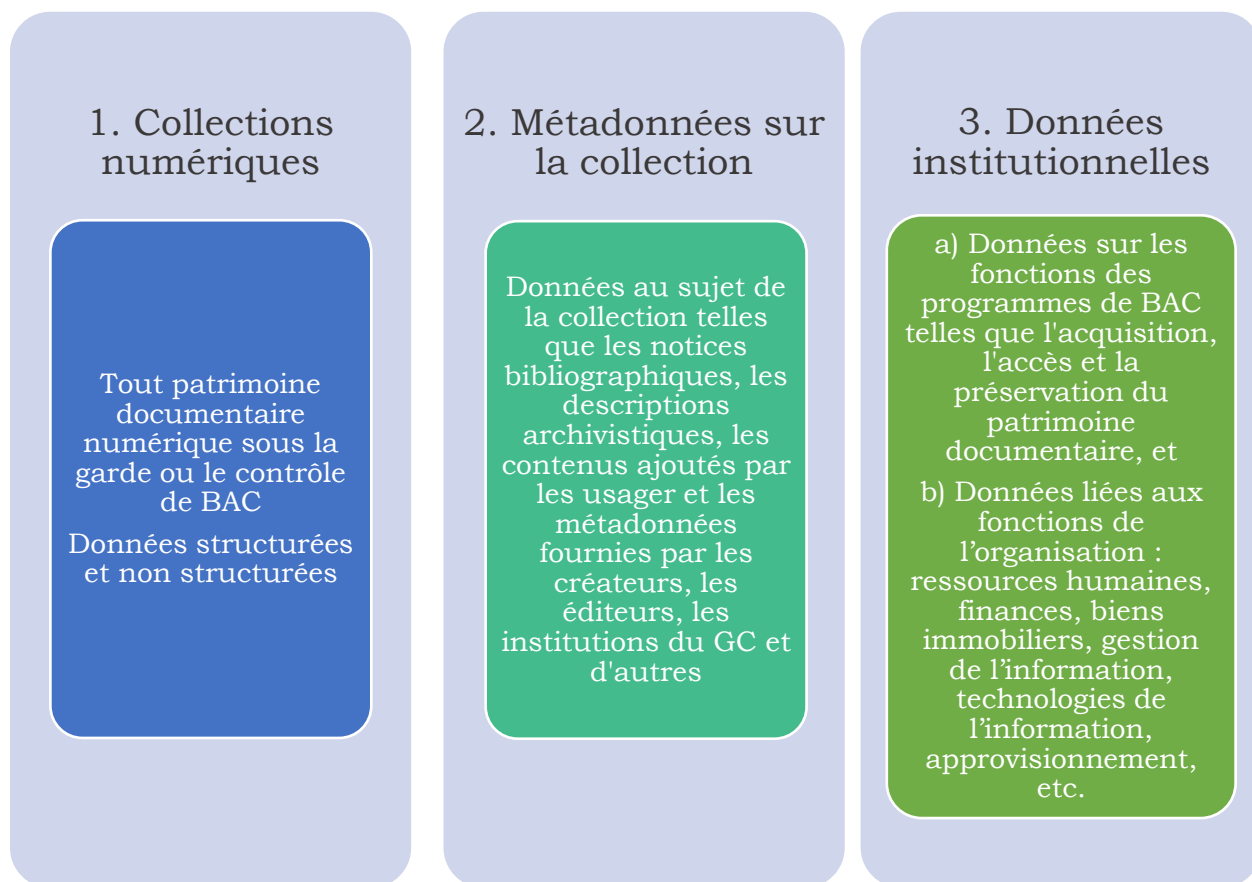 1. Collections
numériques
Tout patrimoine
documentaire
numérique sous la
garde ou le contrôle
de BAC
Données structurées
et non structurées
2. Métadonnées sur
la collection
Données au sujet de
la collection telles
que les notices
bibliographiques, les
descriptions
archivistiques, les
contenus ajoutés par
les usager et les
métadonnées
fournies par les
créateurs, les
éditeurs, les
institutions du GC et
d'autres
3. Données
institutionnelles
a) Données sur les
fonctions des
programmes de BAC
telles que l'acquisition,
l'accès et la
préservation du
patrimoine
documentaire, et
b) Données liées aux
fonctions de
l’organisation :
ressources humaines,
finances, biens
immobiliers, gestion
de l’information,
technologies de
l’information,
approvisionnement,
etc.